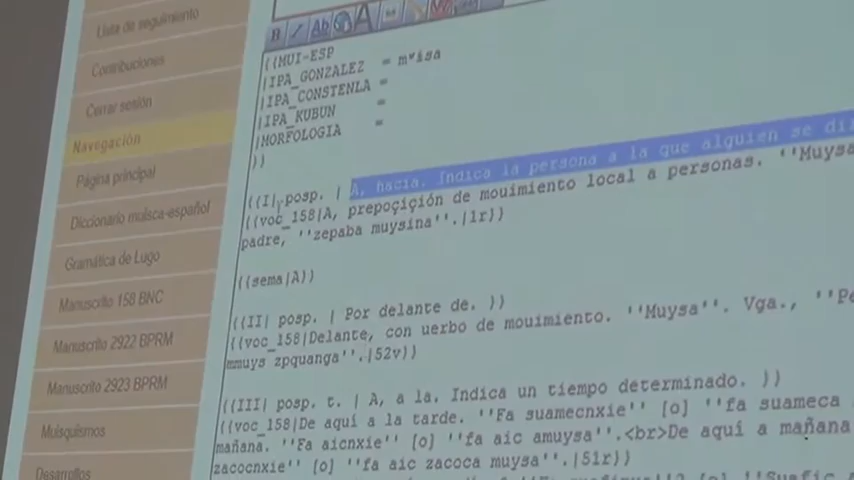 Lista de seguimiento
Contribuciones
Cerrar sesión
Navegación
Página principal
Diccionario muisca-español
Gramática de Lugo
Manuscrito 158 BNC
Manuscrito 2922 BPRM
Manuscrito 2923 BPRM
Muisquismos
Desarrollos
{{MUI-ESP
|IPA_GONZALEZ = mʷisa
|IPA_CONSTENLA =
|IPA_KUBUN =
|MORFOLOGIA =
}}
{{I| posp. | A, hacia. Indica la persona a la que alguien se
{{voc_158|A, prepoçiçión de mouimiento local a personas. ''Muysa
padre, ''zepaba muysina''.|1r}}
{{sema|A}}
{{II| posp. | Por delante de. }}
{{voc_158|Delante, con uerbo de mouimiento. ''Muysa''. Vga., ''
mmuys zpquanga''.|52v}}
{{III| posp. t. | A, a la. Indica un tiempo determinado. }}
{{voc_158|De aquí a la tarde. ''Fa suamecnxie'' [o] ''fa suameca
mañana. ''Fa aicnxie'' [o] ''fa aic amuysa''.<br>De aquí a mañana
zacocnxie'' [o] ''fa aic zacoca muysa''.|51r}}